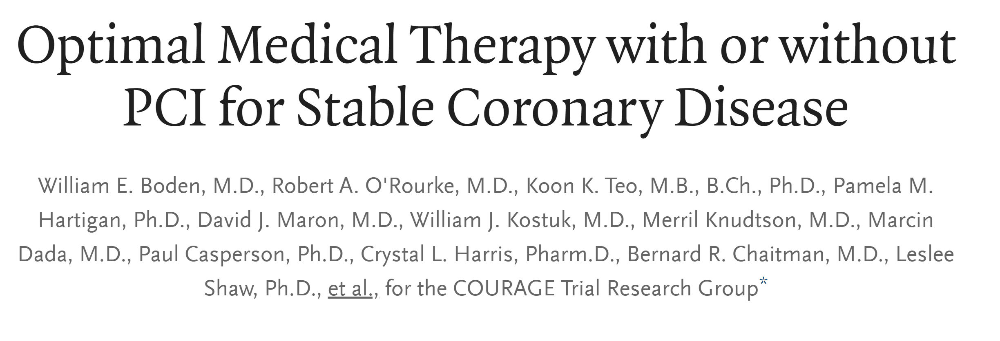 Optimal Medical Therapy with or without
PCI for Stable Coronary Disease
William E. Boden, M.D., Robert A. O'Rourke, M.D., Koon K. Teo, M.B., B.Ch., Ph.D., Pamela M.
Hartigan, Ph.D., David J. Maron, M.D., William J. Kostuk, M.D., Merril Knudtson, M.D., Marcin
Dada, M.D., Paul Casperson, Ph.D., Crystal L. Harris, Pharm.D., Bernard R. Chaitman, M.D., Leslee
Shaw, Ph.D., et al., for the COURAGE Trial Research Group*